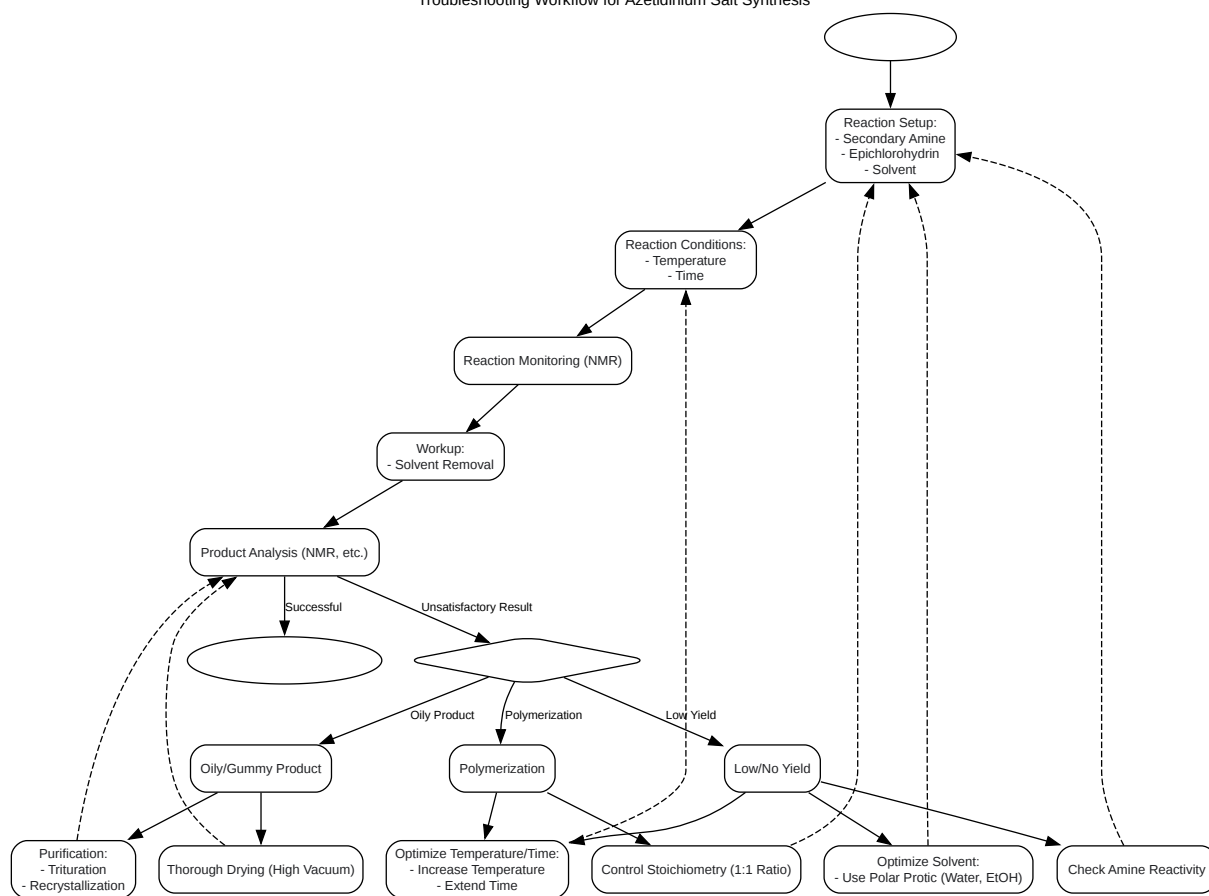 Troubleshooting Workflow for Azetidinium Salt Synthesis
Reaction Setup:
- Secondary Amine
- Epichlorohydrin
- Solvent
Reaction Conditions:
- Temperature
- Time
Reaction Monitoring (NMR)
Workup:
- Solvent Removal
Product Analysis (NMR, etc.)
Successful
Unsatisfactory Result
Oily Product
Polymerization
Low Yield
Oily/Gummy Product
Polymerization
Low/No Yield
Purification:
- Trituration
- Recrystallization
Thorough Drying (High Vacuum)
Optimize Temperature/Time:
- Increase Temperature
- Extend Time
Control Stoichiometry (1:1 Ratio)
Optimize Solvent:
- Use Polar Protic (Water, EtOH)
Check Amine Reactivity